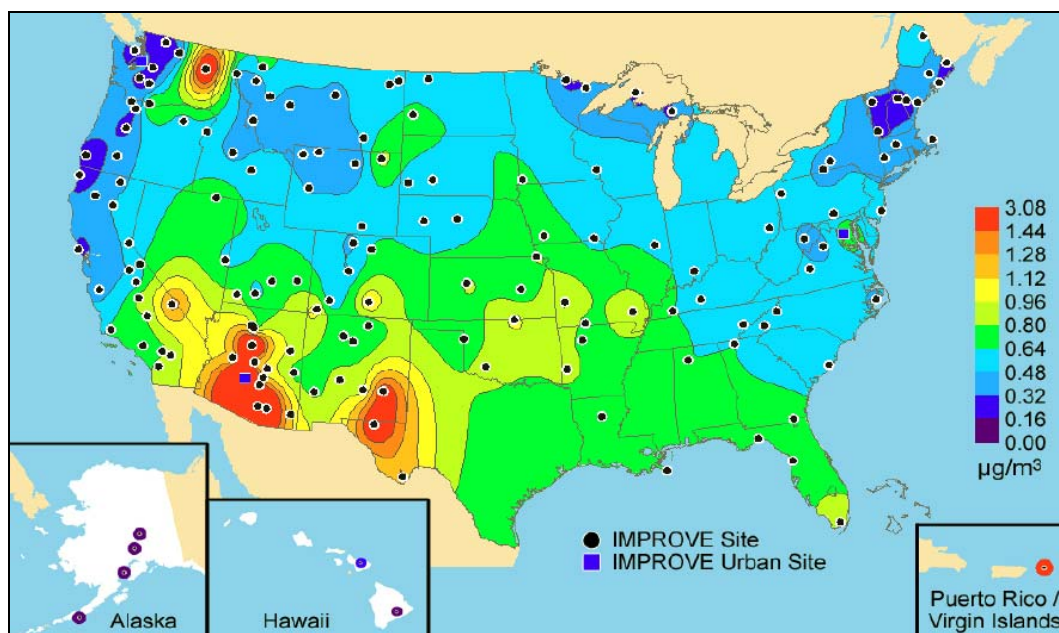 3.08
1.44
1.28
1.12
0.96
0.80
0.64
0.48
0.32
0.16
0.00
µg/m³
IMPROVE Site
IMPROVE Urban Site
Alaska
Hawaii
Puerto Rico /
Virgin Islands